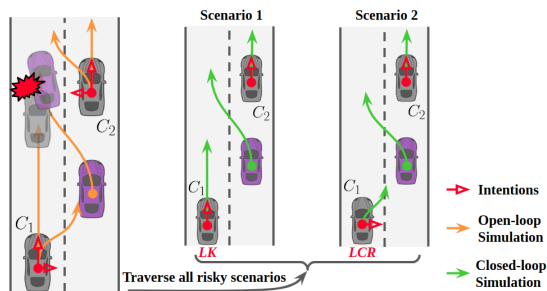 Scenario 1
Scenario 2
C2
C2
C2
C1
C1
C1
LK
LCR
Traverse all risky scenarios
Intentions
Open-loop
Simulation
Closed-loop
Simulation